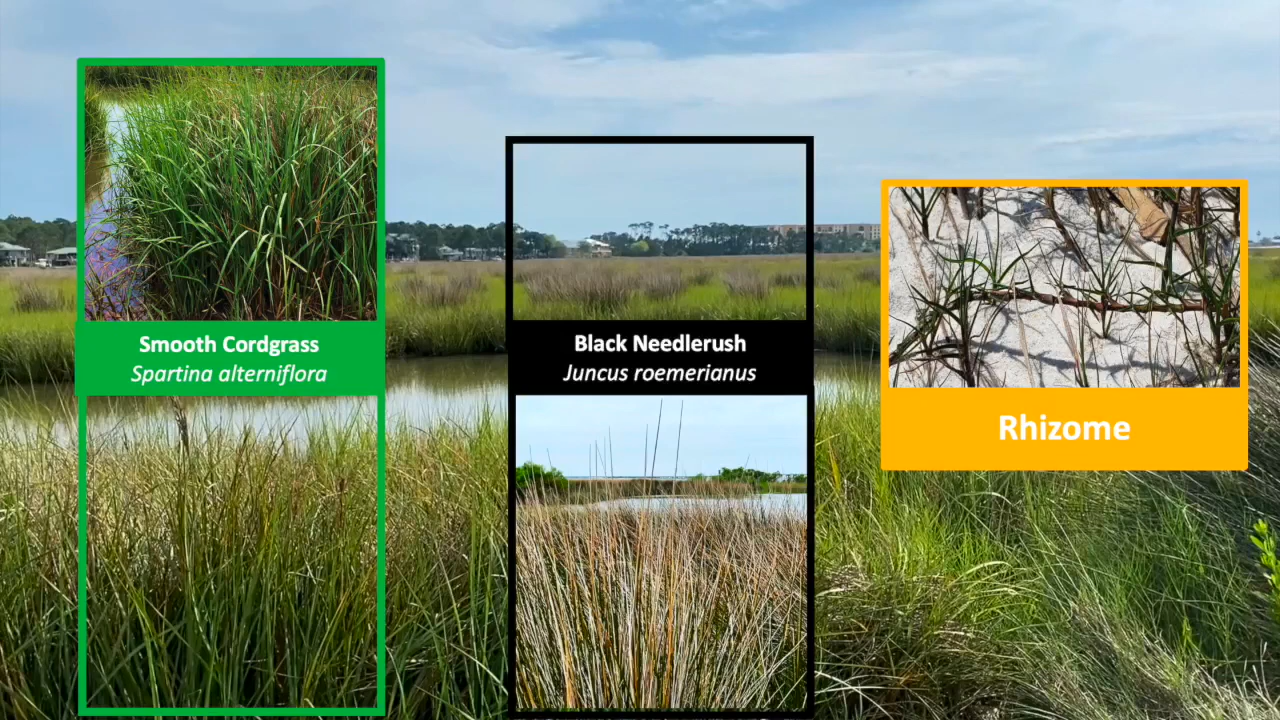 Smooth Cordgrass
Spartina alterniflora
Black Needlerush
Juncus roemerianus
Rhizome